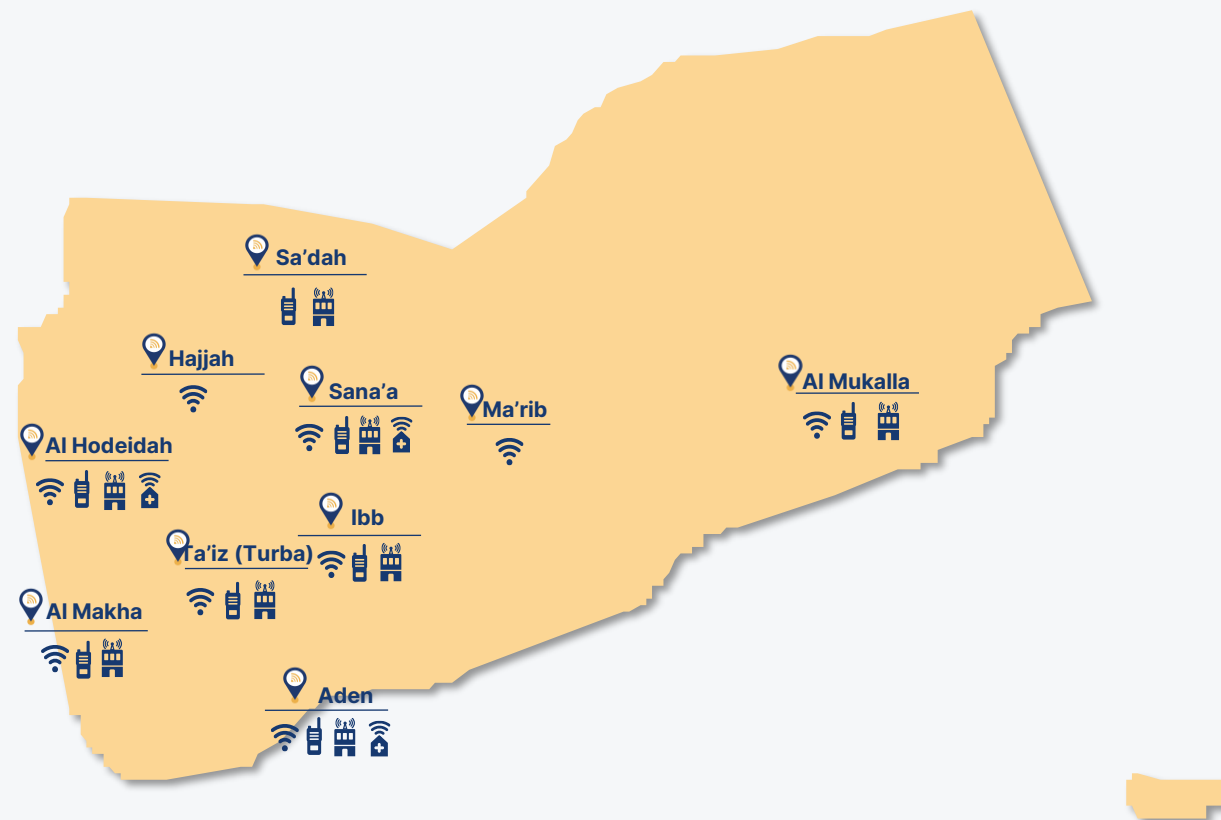 Sa’dah
Hajjah
Sana’a
Ma’rib
Al Mukalla
Al Hodeidah
Ibb
Ta’iz (Turba)
Al Makha
Aden